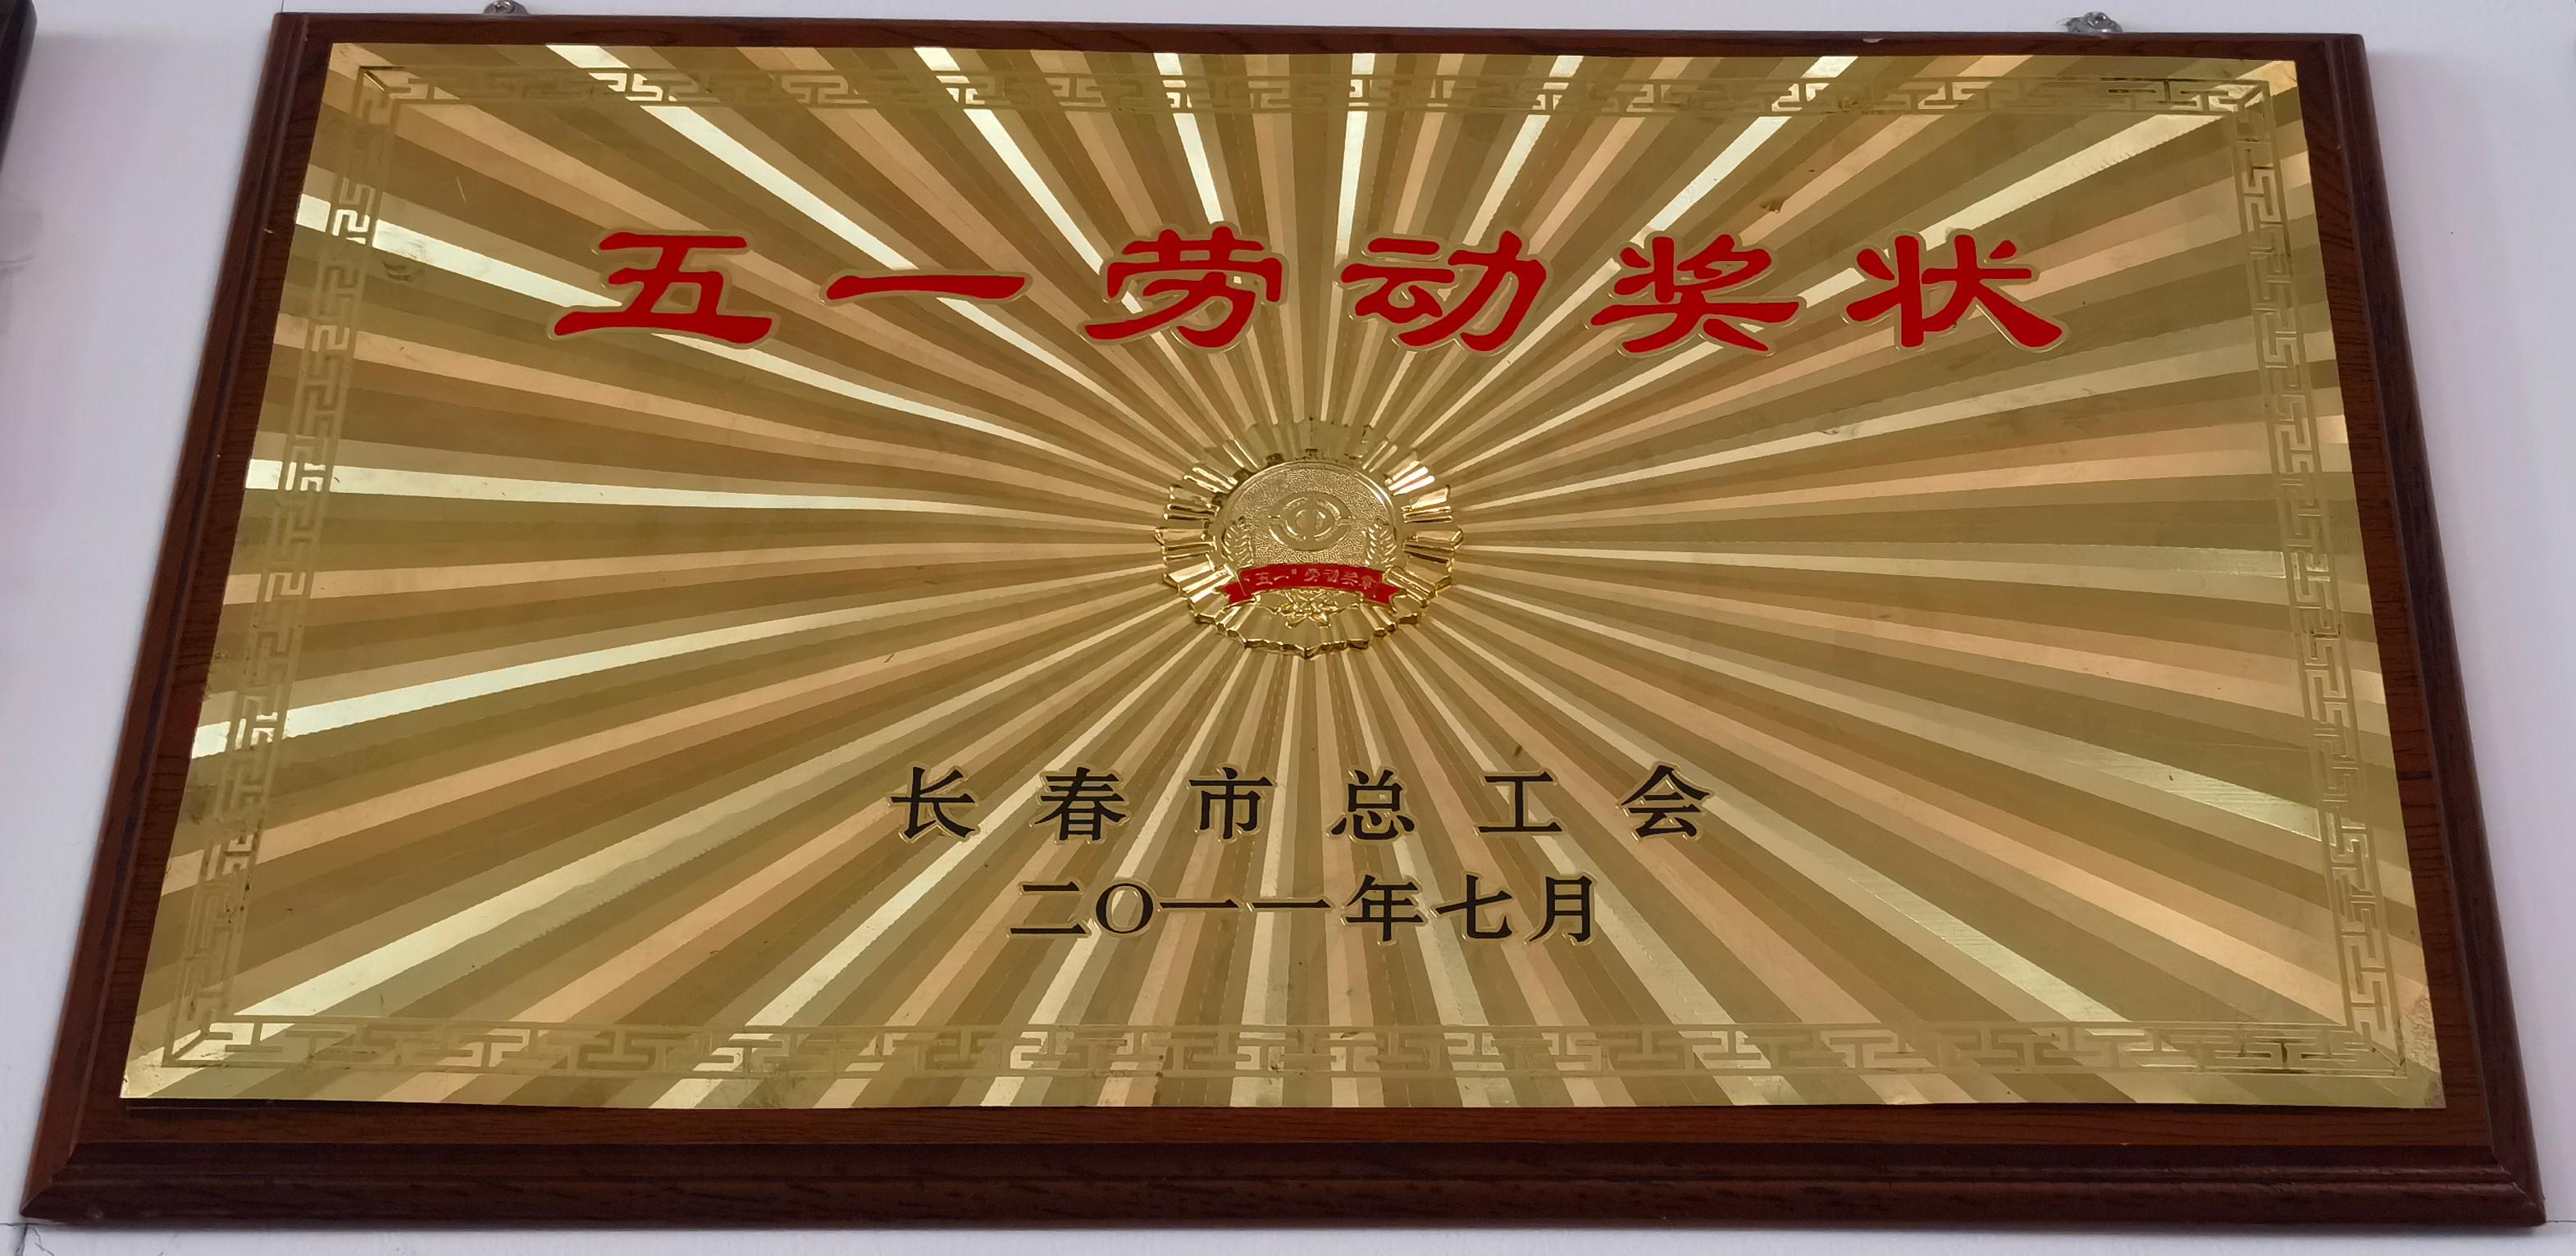 五一劳动奖状
"五一"劳动奖章
长春市总工会
二O一一年七月